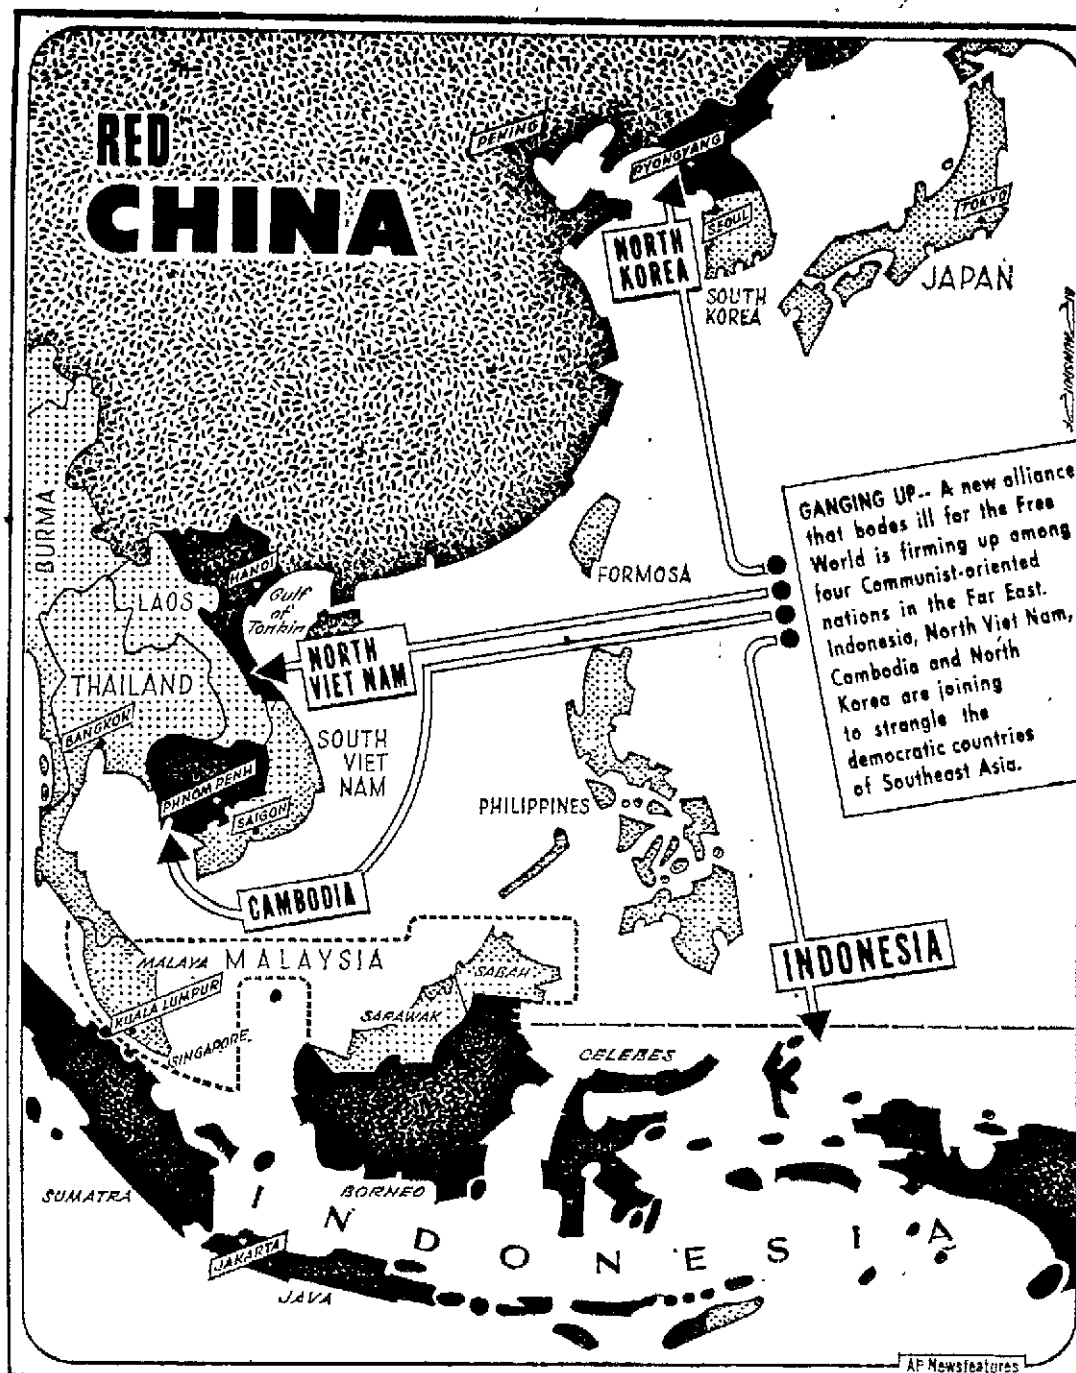 RED
CHINA
PEKING
PYONGYANG
NORTH
KOREA
SEOUL
SOUTH
KOREA
TOKYO
JAPAN
GANGING UP-- A new alliance
that bodes ill for the Free
World is firming up among
four Communist-oriented
nations in the Far East.
Indonesia, North Viet Nam,
Cambodia and North
Korea are joining
to strangle the
democratic countries
of Southeast Asia.
BURMA
HANOI
Gulf
of
Tonkin
LAOS
FORMOSA
NORTH
VIET NAM
THAILAND
BANGKOK
SOUTH
VIET
NAM
PHNOM PENH
SAIGON
PHILIPPINES
CAMBODIA
INDONESIA
MALAYA
MALAYSIA
SABAH
KUALA LUMPUR
SARAWAK
SINGAPORE
CELEBES
SUMATRA
BORNEO
INDONESIA
JAKARTA
JAVA
AP Newsfeatures